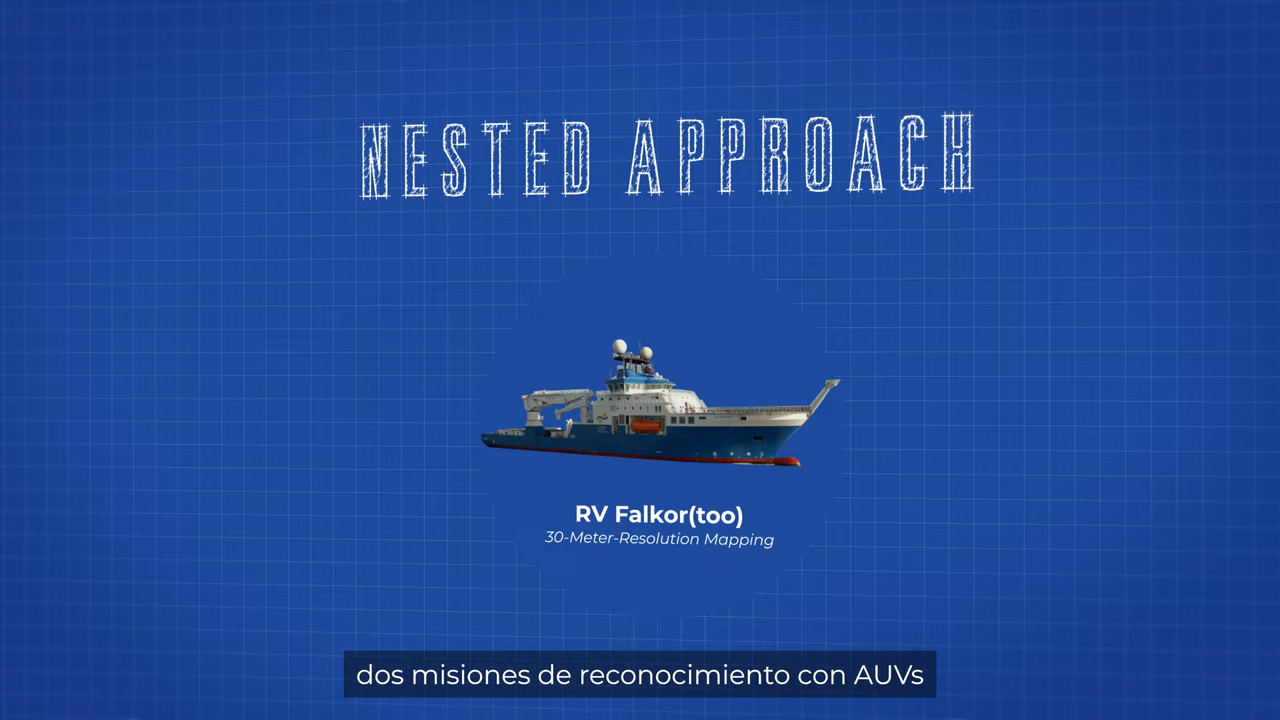 NESTED APPROACH
RV Falkor(too)
30-Meter-Resolution Mapping
dos misiones de reconocimiento con AUVs